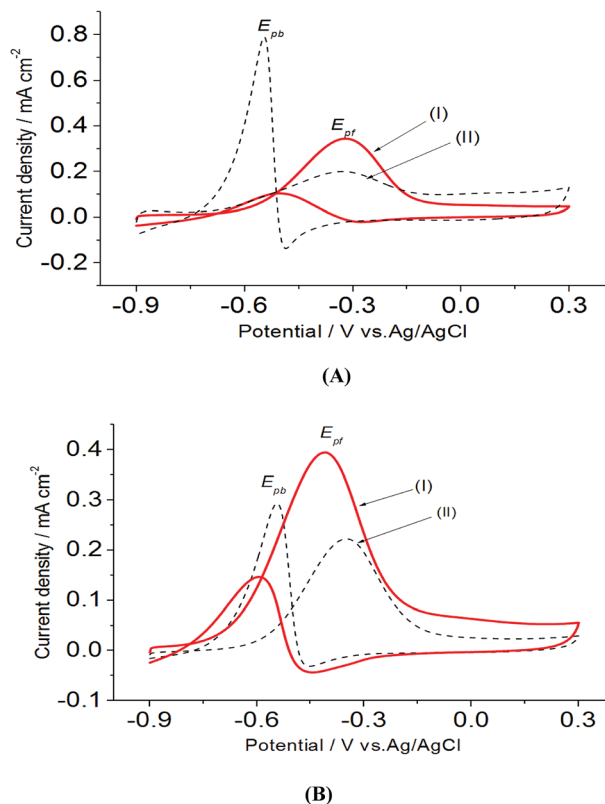 E_pb
E_pf
(I)
(II)
0.8
0.6
0.4
0.2
0.0
-0.2
Current density / mA cm⁻²
-0.9 -0.6 -0.3 0.0 0.3
Potential / V vs.Ag/AgCl
(A)
E_pf
E_pb
(I)
(II)
0.4
0.3
0.2
0.1
0.0
-0.1
Current density / mA cm⁻²
-0.9 -0.6 -0.3 0.0 0.3
Potential / V vs.Ag/AgCl
(B)